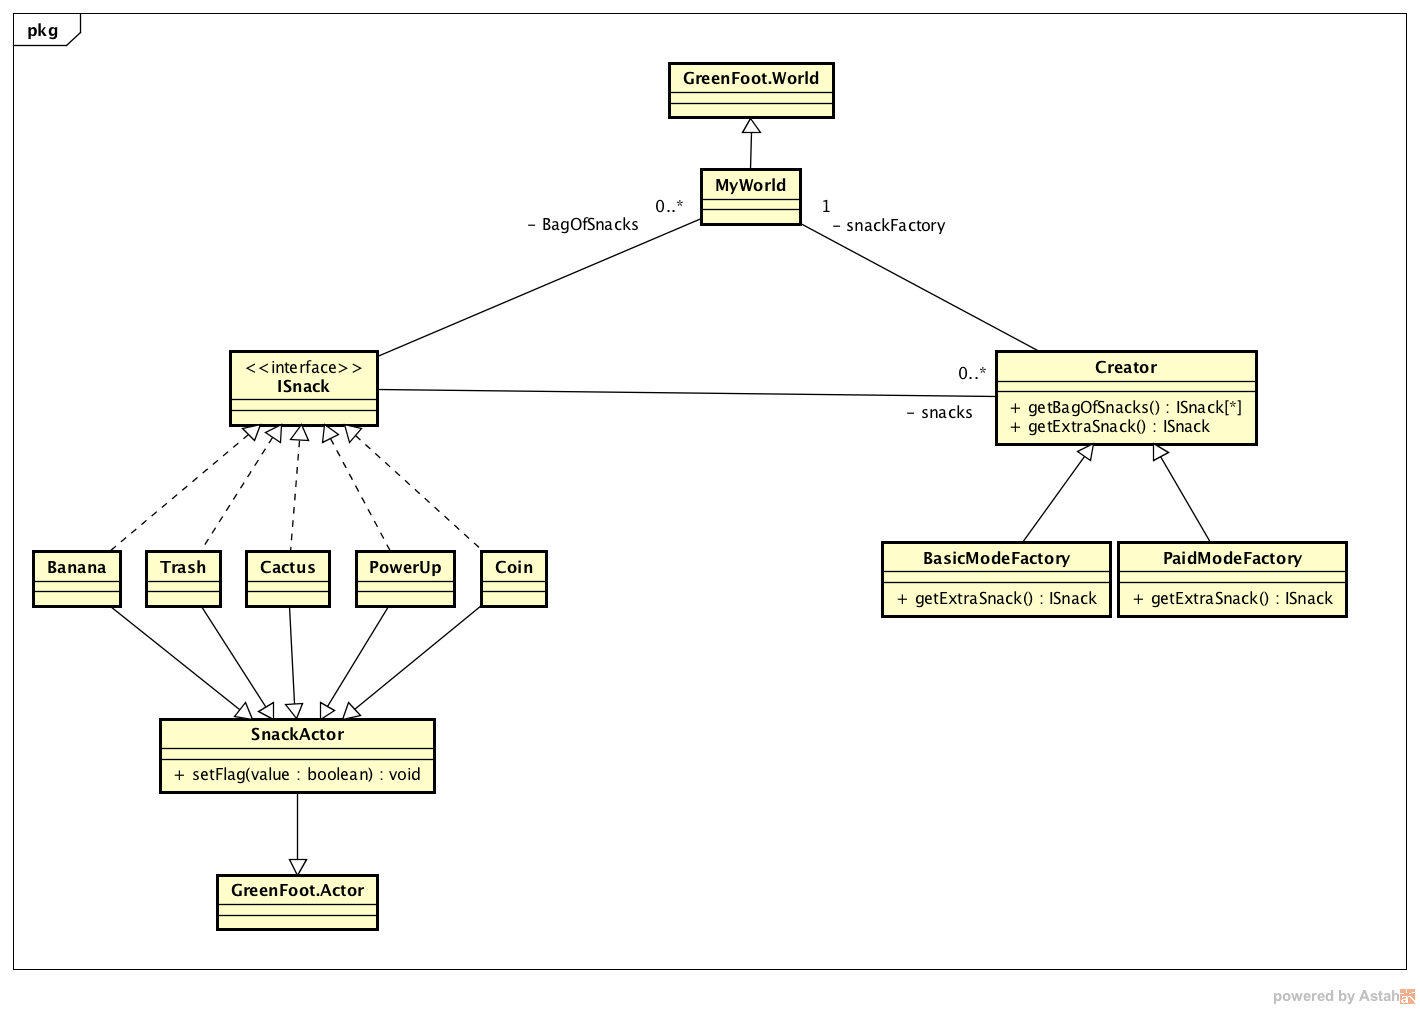 pkg
GreenFoot.World
MyWorld
0..*
1
- BagOfSnacks
- snackFactory
<<interface>>
ISnack
0..*
- snacks
Creator
+ getBagOfSnacks() : ISnack[*]
+ getExtraSnack() : ISnack
Banana
Trash
Cactus
PowerUp
Coin
BasicModeFactory
+ getExtraSnack() : ISnack
PaidModeFactory
+ getExtraSnack() : ISnack
SnackActor
+ setFlag(value : boolean) : void
GreenFoot.Actor
powered by Astah